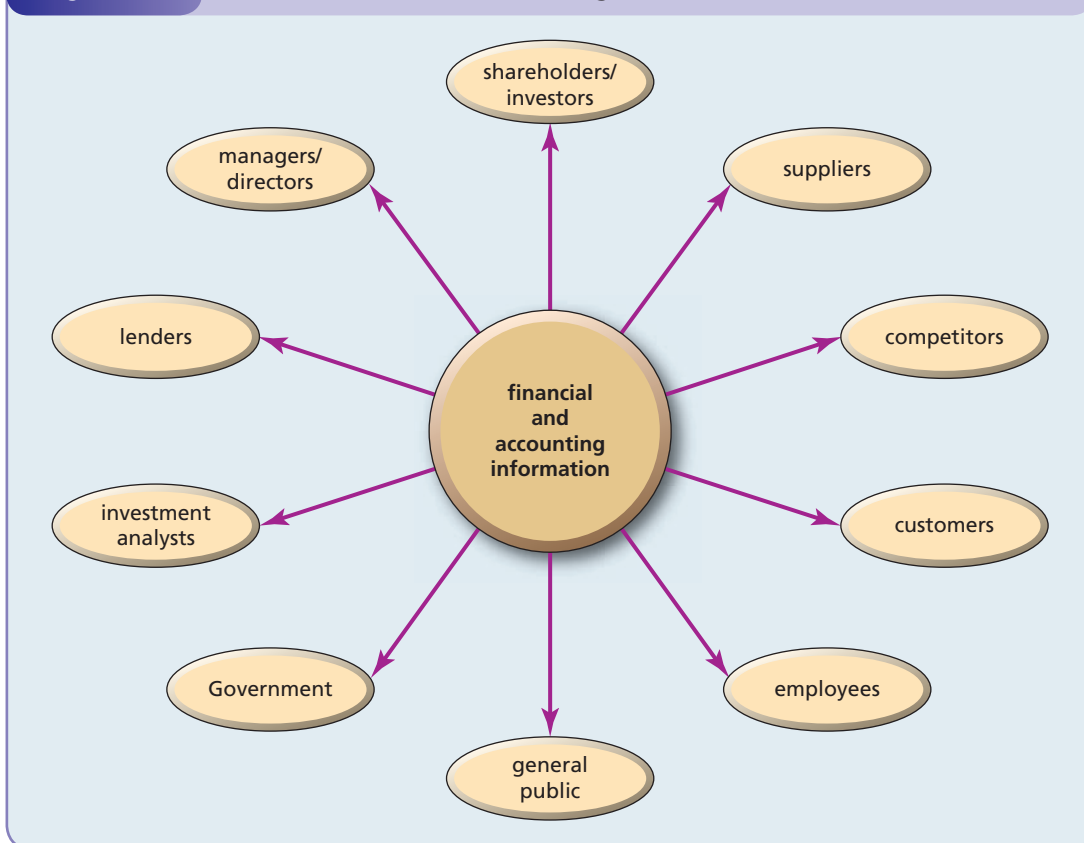 shareholders/
investors
managers/
directors
suppliers
lenders
competitors
financial
and
accounting
information
investment
analysts
customers
Government
employees
general
public